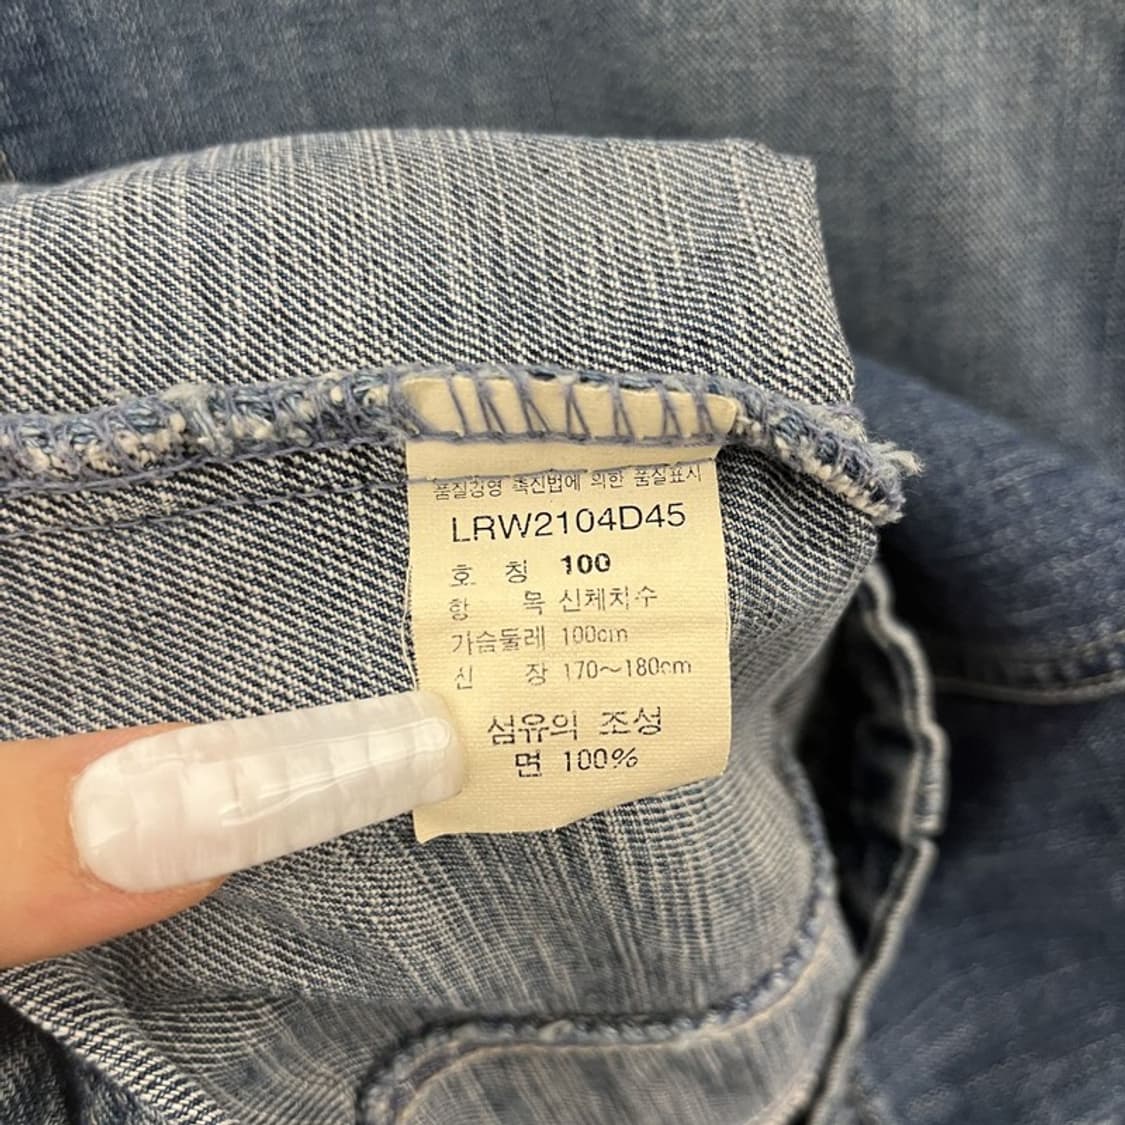 품질경영 촉진법에 의한 품질표시
LRW2104D45
호 칭 100
항 목 신체치수
가슴둘레 100cm
신 장 170~180cm
섬유의 조성
면 100%